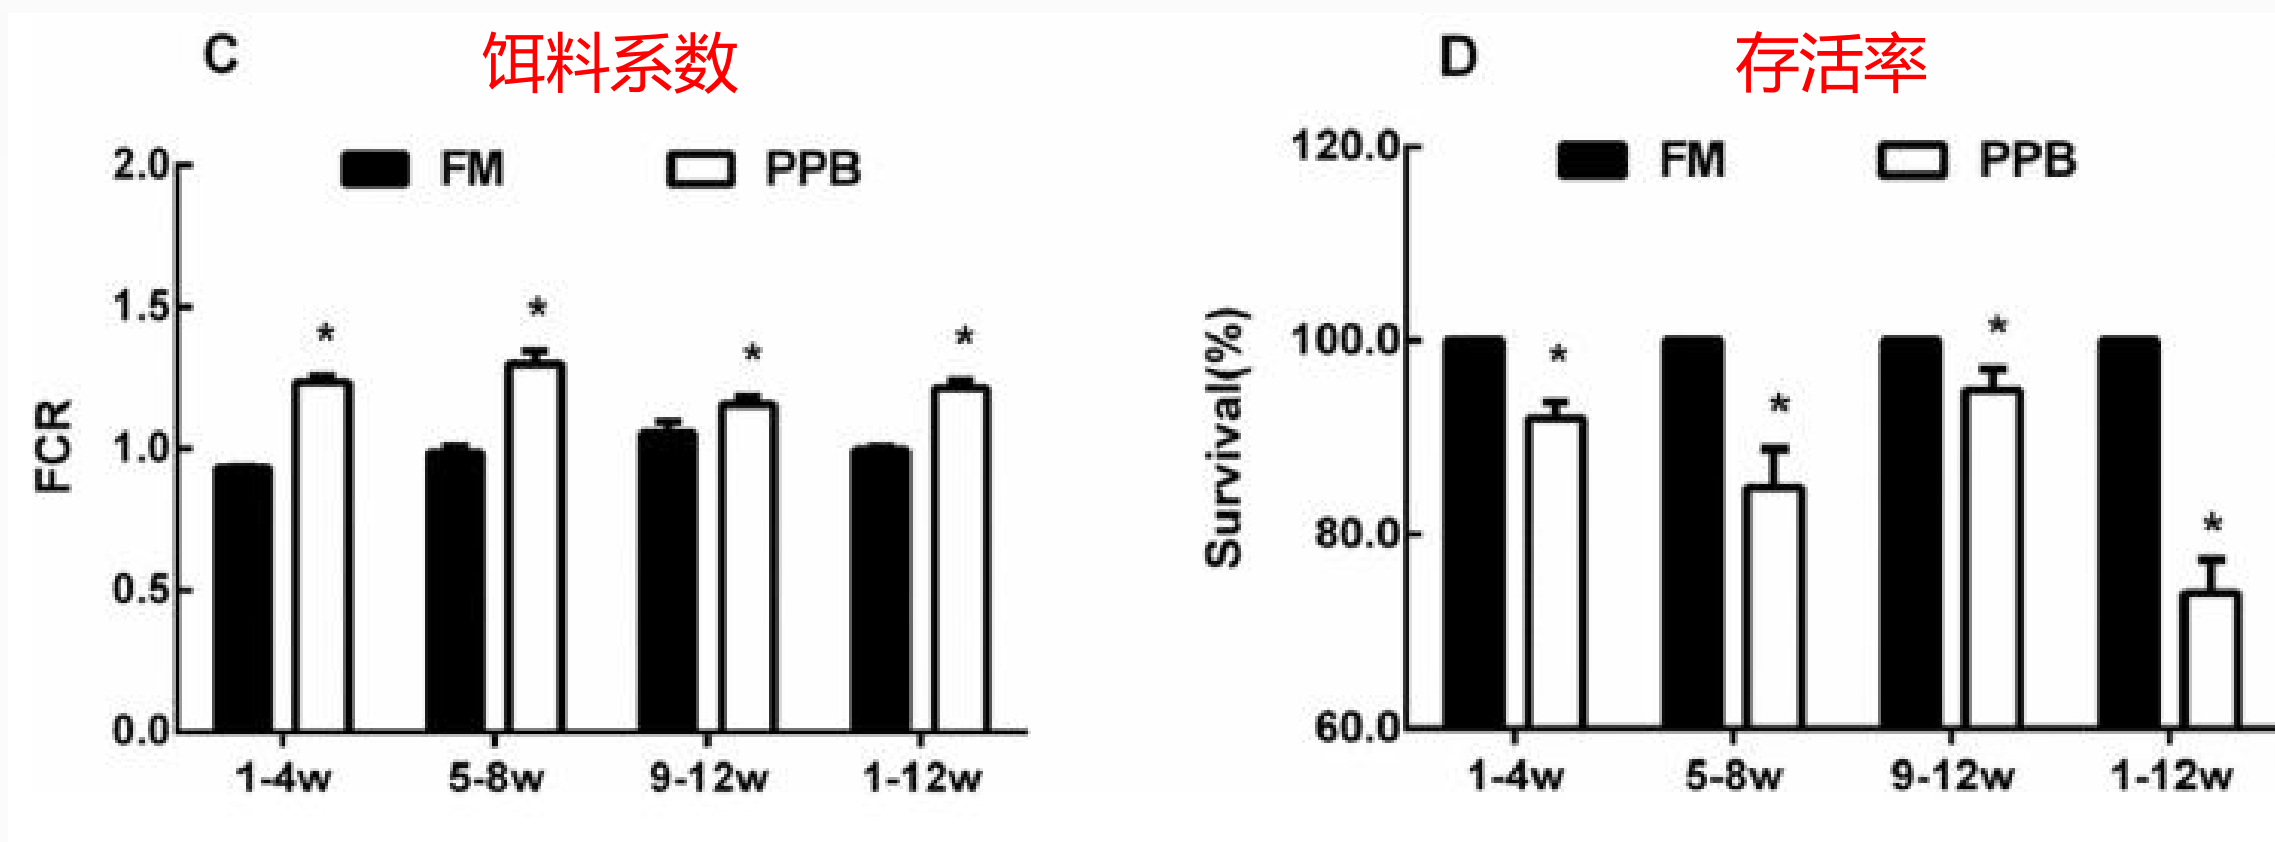 C 饵料系数
FM PPB
2.0
1.5
1.0
0.5
0.0
FCR
* * * *
1-4w 5-8w 9-12w 1-12w
D 存活率
FM PPB
120.0
100.0
80.0
60.0
Survival(%)
* * * *
1-4w 5-8w 9-12w 1-12w